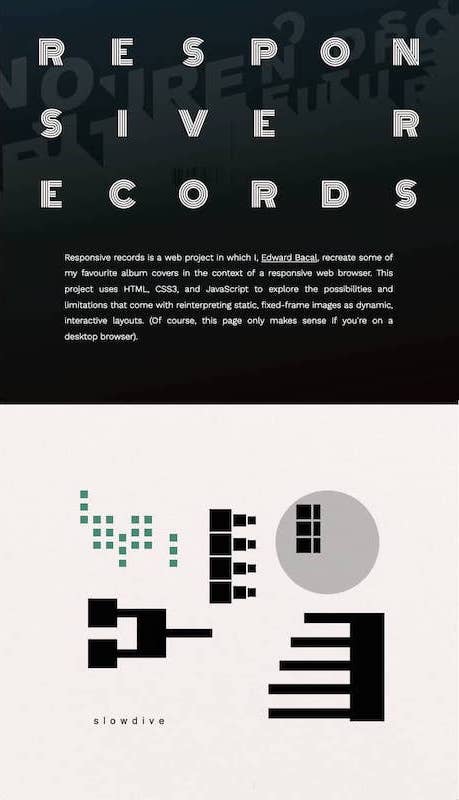 RESPON
SIVE R
ECORDS
Responsive records is a web project in which I, Edward Bacal, recreate some of
my favourite album covers in the context of a responsive web browser. This
project uses HTML, CSS3, and JavaScript to explore the possibilities and
limitations that come with reinterpreting static, fixed-frame images as dynamic,
interactive layouts. (Of course, this page only makes sense if you're on a
desktop browser).
slowdive